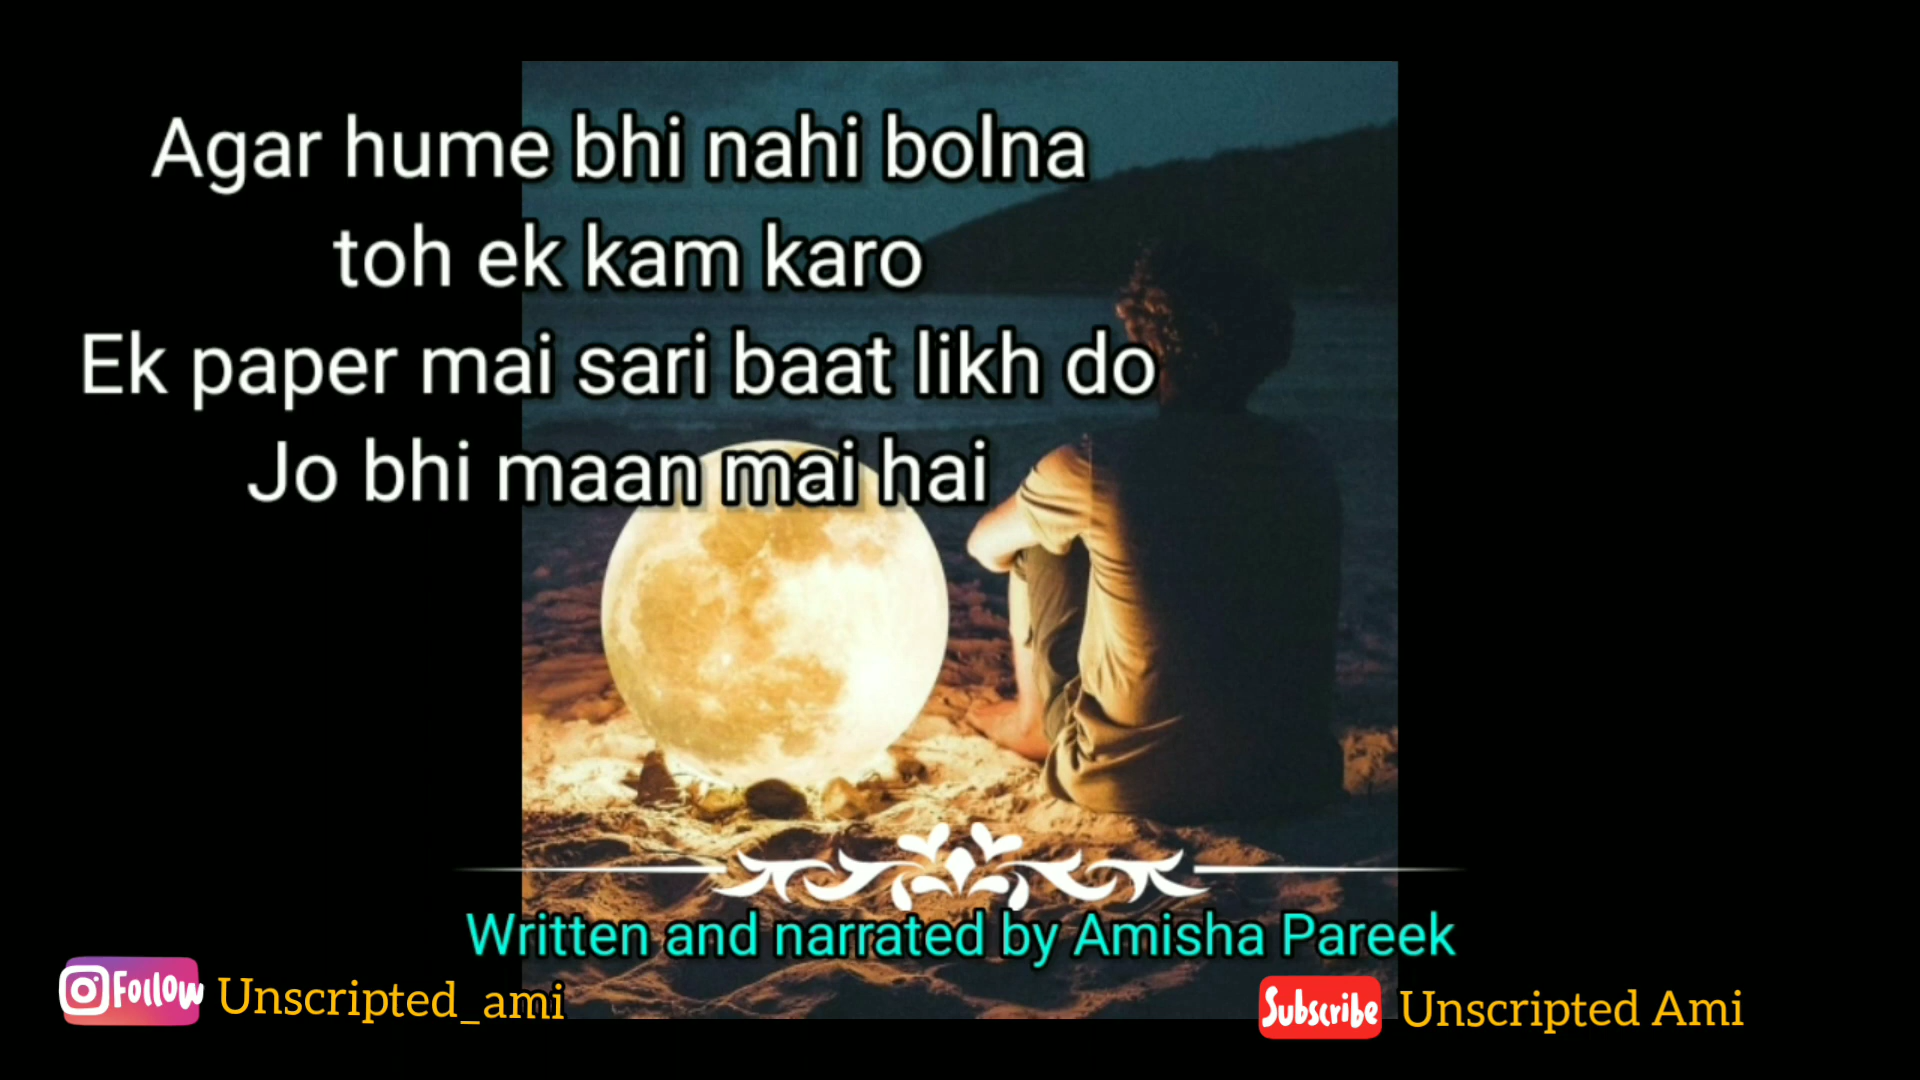 Agar hume bhi nahi bolna
toh ek kam karo
Ek paper mai sari baat likh do
Jo bhi maan mai hai
Written and narrated by Amisha Pareek
Follow Unscripted_ami
Subscribe Unscripted Ami